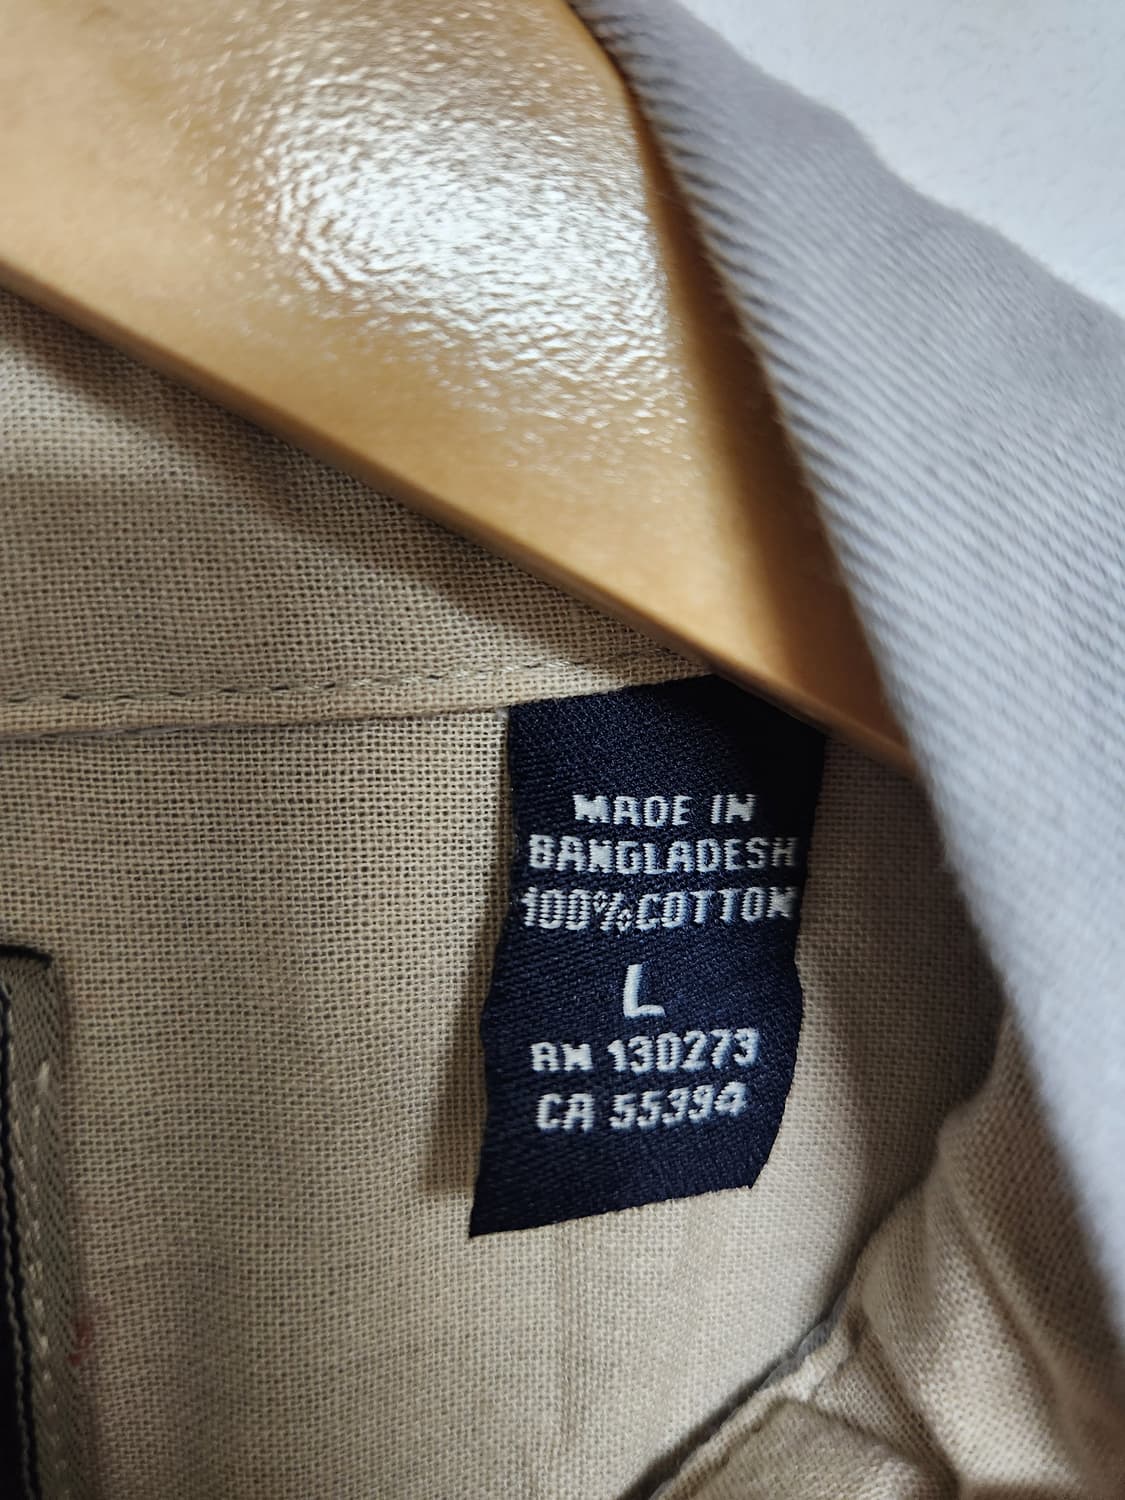 MADE IN
BANGLADESH
100% COTTON
L
RN 130273
CA 55394